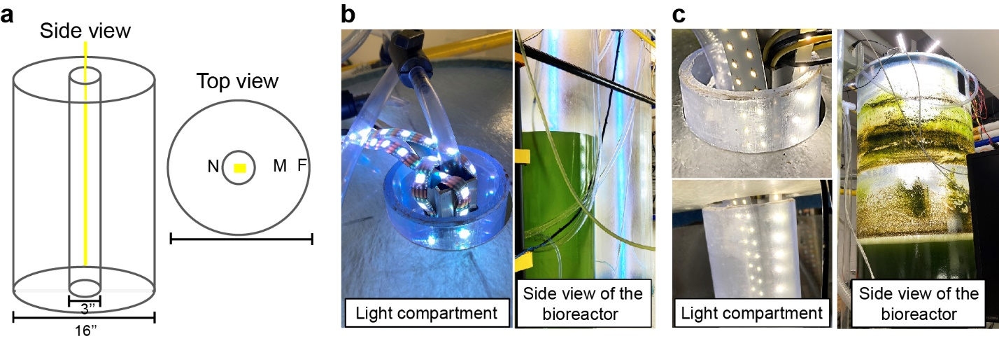 a
Side view
Top view
N
M
F
3”
16”
b
Light compartment
Side view of the
bioreactor
c
Light compartment
Side view of the
bioreactor